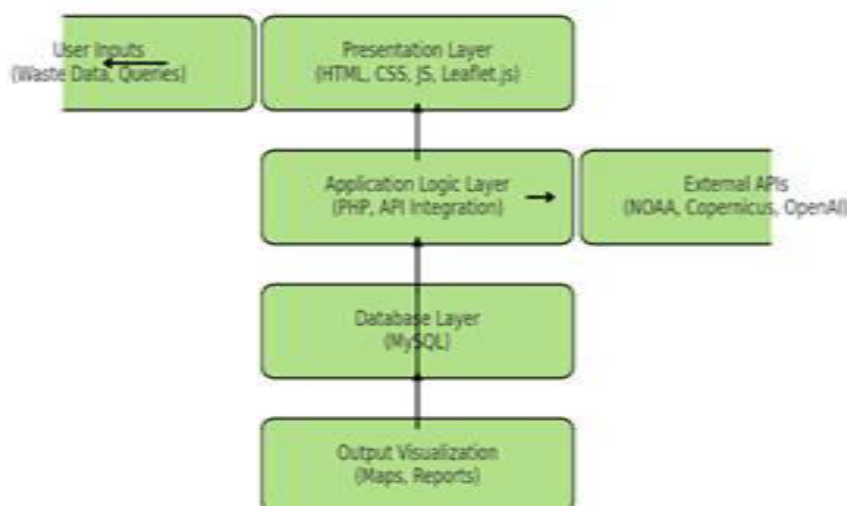 User Inputs
(Waste Data, Queries)
Presentation Layer
(HTML, CSS, JS, Leaflet.js)
Application Logic Layer
(PHP, API Integration)
External APIs
(NOAA, Copernicus, OpenAI)
Database Layer
(MySQL)
Output Visualization
(Maps, Reports)